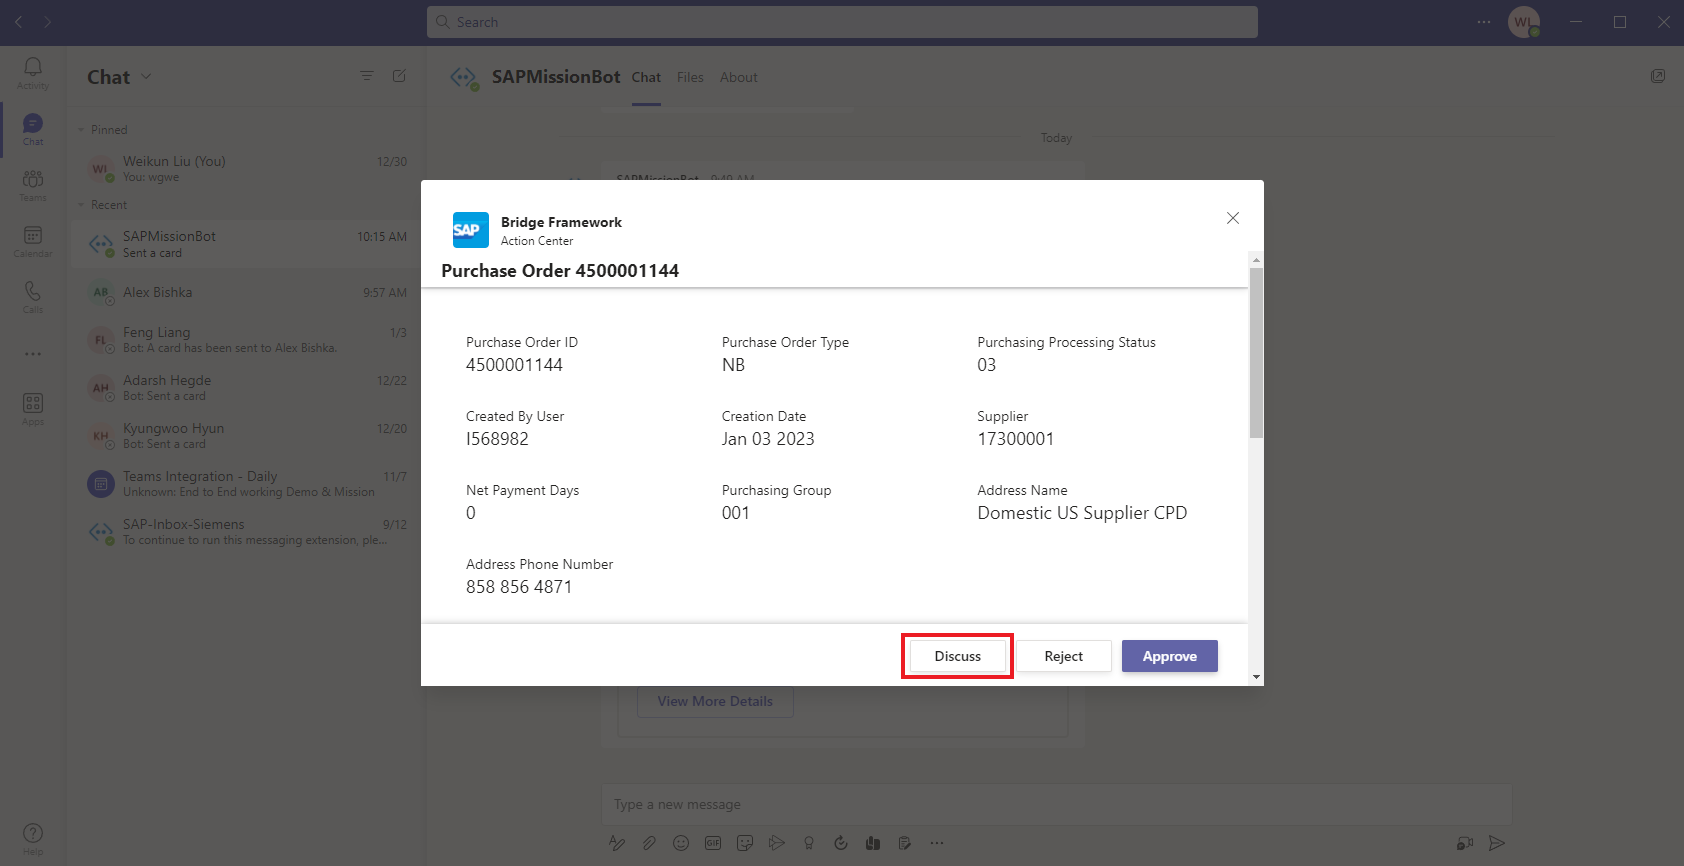 Search
WL
Activity
Chat
Teams
Calendar
Calls
Apps
Help
Chat
Pinned
WL
Weikun Liu (You)
12/30
You: wgwe
Recent
SAPMissionBot
10:15 AM
Sent a card
AB
Alex Bishka
9:57 AM
FL
Feng Liang
1/3
Bot: A card has been sent to Alex Bishka.
AH
Adarsh Hegde
12/22
Bot: Sent a card
KH
Kyungwoo Hyun
12/20
Bot: Sent a card
Teams Integration - Daily
11/7
Unknown: End to End working Demo & Mission
SAP-Inbox-Siemens
9/12
To continue to run this messaging extension, ple...
SAPMissionBot
Chat
Files
About
Today
SAPMissionBot 9:49 AM
SAP
Bridge Framework
Action Center
Purchase Order 4500001144
Purchase Order ID
4500001144
Purchase Order Type
NB
Purchasing Processing Status
03
Created By User
I568982
Creation Date
Jan 03 2023
Supplier
17300001
Net Payment Days
0
Purchasing Group
001
Address Name
Domestic US Supplier CPD
Address Phone Number
858 856 4871
Discuss
Reject
Approve
View More Details
Type a new message
GIF